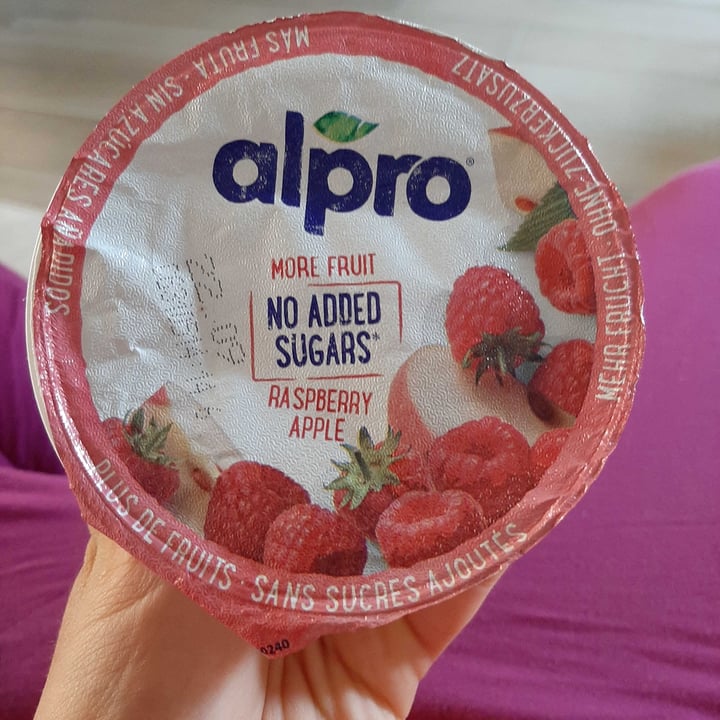 alpro®
MORE FRUIT
NO ADDED
SUGARS*
RASPBERRY
APPLE
MÁS FRUTA · SIN AZÚCARES AÑADIDOS
MEHR FRUCHT · OHNE ZUCKERZUSATZ
PLUS DE FRUITS · SANS SUCRES AJOUTÉS
0240